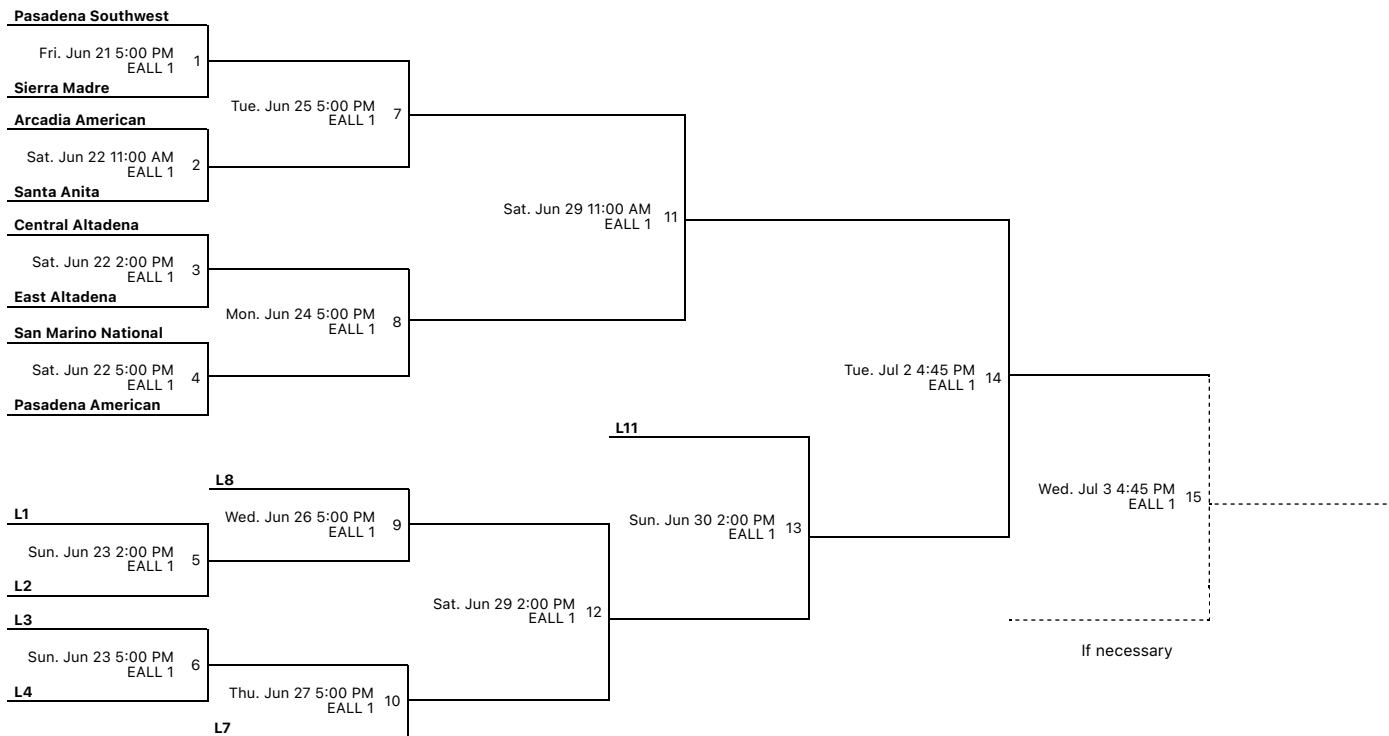 Pasadena Southwest
Fri. Jun 21 5:00 PM
EALL 1
1
Sierra Madre
Arcadia American
Sat. Jun 22 11:00 AM
EALL 1
2
Santa Anita
Central Altadena
Sat. Jun 22 2:00 PM
EALL 1
3
East Altadena
San Marino National
Sat. Jun 22 5:00 PM
EALL 1
4
Pasadena American
Tue. Jun 25 5:00 PM
EALL 1
7
Mon. Jun 24 5:00 PM
EALL 1
8
Sat. Jun 29 11:00 AM
EALL 1
11
Tue. Jul 2 4:45 PM
EALL 1
14
L11
L8
L1
Sun. Jun 23 2:00 PM
EALL 1
5
L2
L3
Sun. Jun 23 5:00 PM
EALL 1
6
L4
Wed. Jun 26 5:00 PM
EALL 1
9
Thu. Jun 27 5:00 PM
EALL 1
10
L7
Sat. Jun 29 2:00 PM
EALL 1
12
Sun. Jun 30 2:00 PM
EALL 1
13
Wed. Jul 3 4:45 PM
EALL 1
15
If necessary